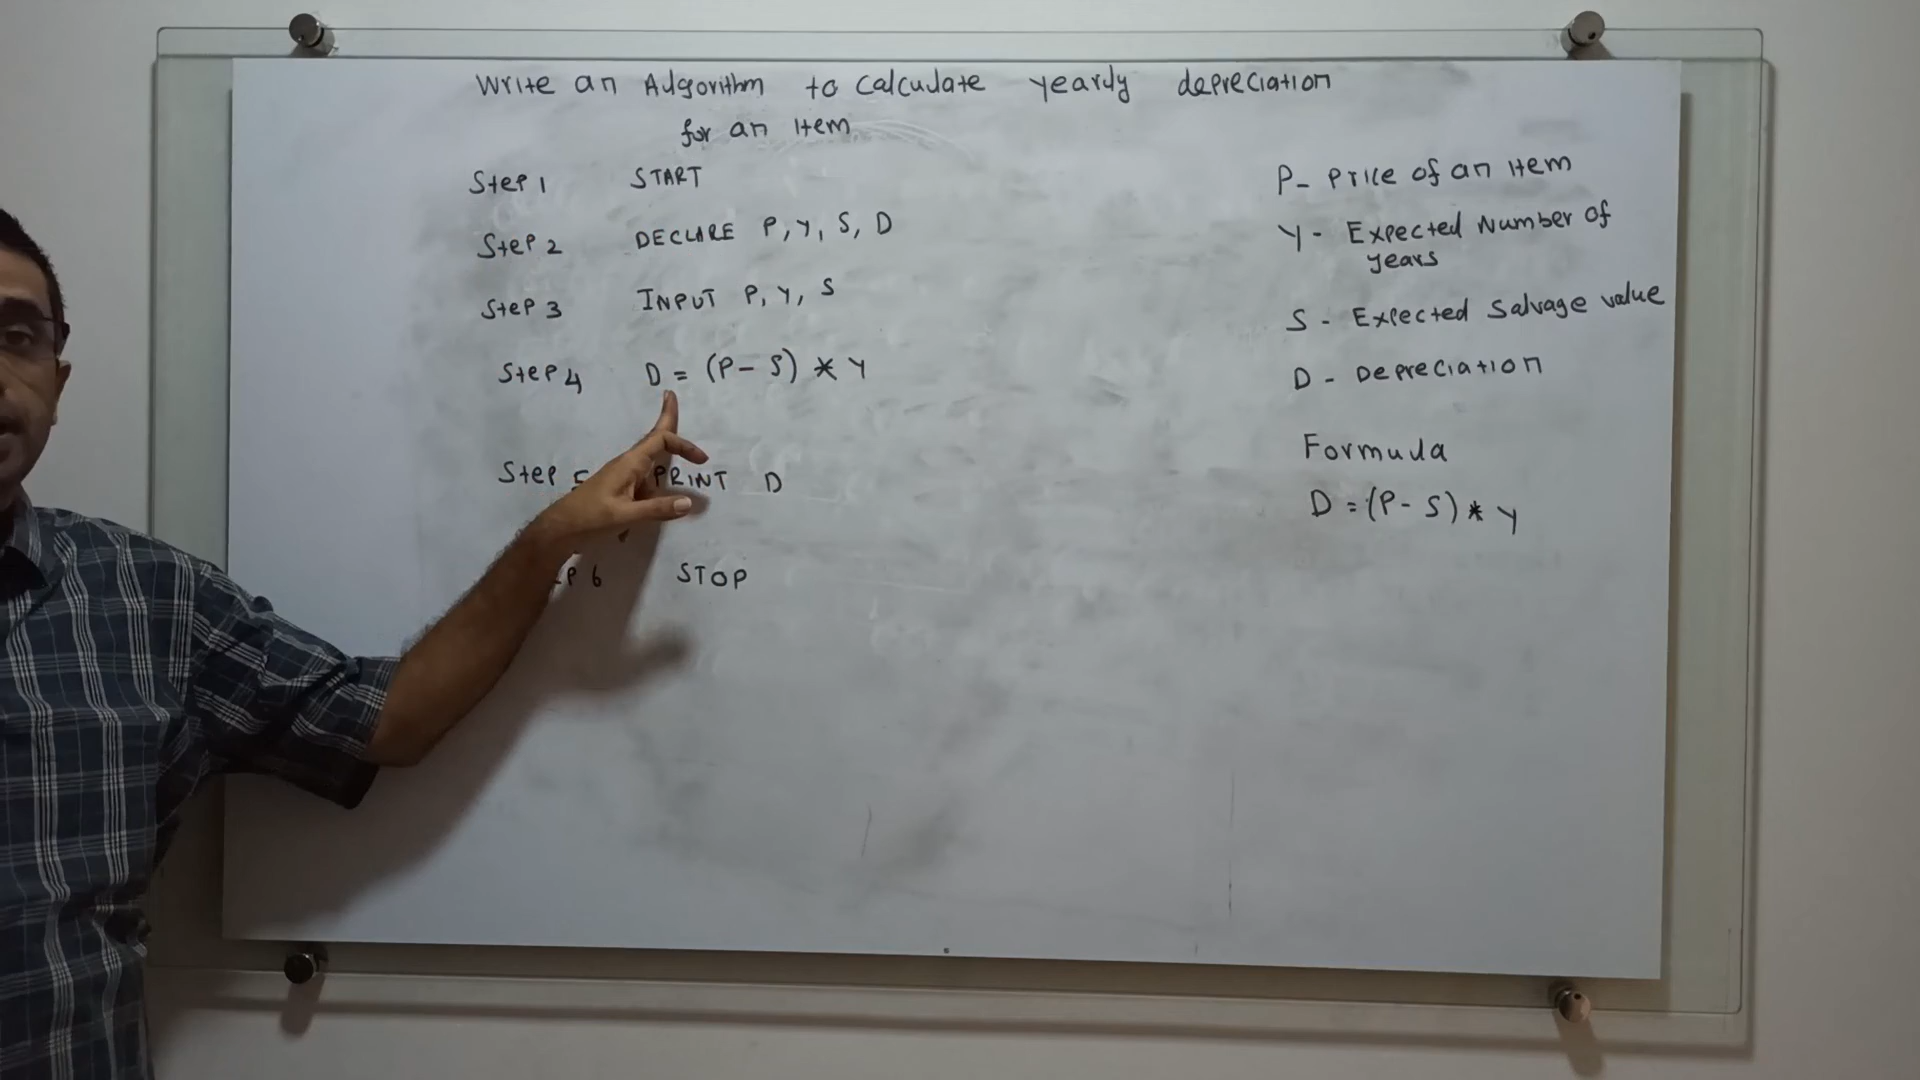 Write an Algorithm to calculate yearly depreciation
for an Item
Step 1 START
Step 2 DECLARE P, Y, S, D
Step 3 INPUT P, Y, S
Step 4 D = (P - S) * Y
Step 5 PRINT D
EP 6 STOP
P - Price of an Item
Y - Expected Number of
years
S - Expected Salvage value
D - Depreciation
Formula
D = (P - S) * Y